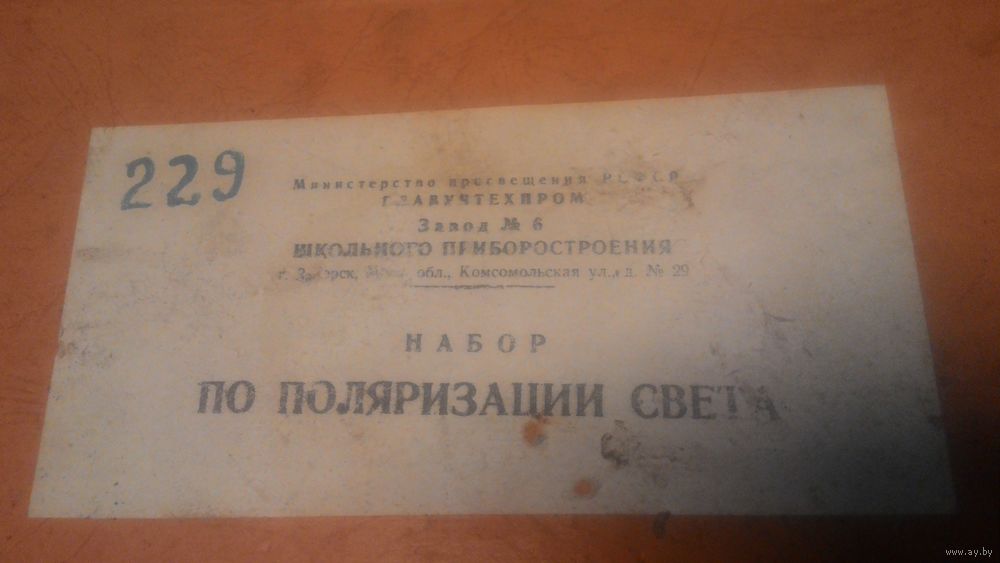 229
Министерство просвещения РСФСР
ГЛАВУЧТЕХПРОМ
Завод № 6
ШКОЛЬНОГО ПРИБОРОСТРОЕНИЯ
г. обл., Комсомольская ул., д. № 29
НАБОР
ПО ПОЛЯРИЗАЦИИ СВЕТА
www.ay.by